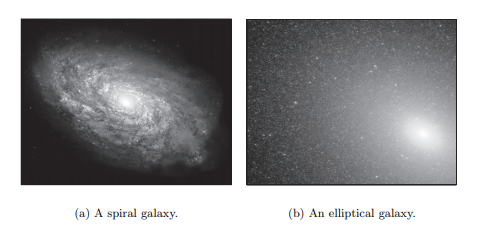 (a) A spiral galaxy.
(b) An elliptical galaxy.